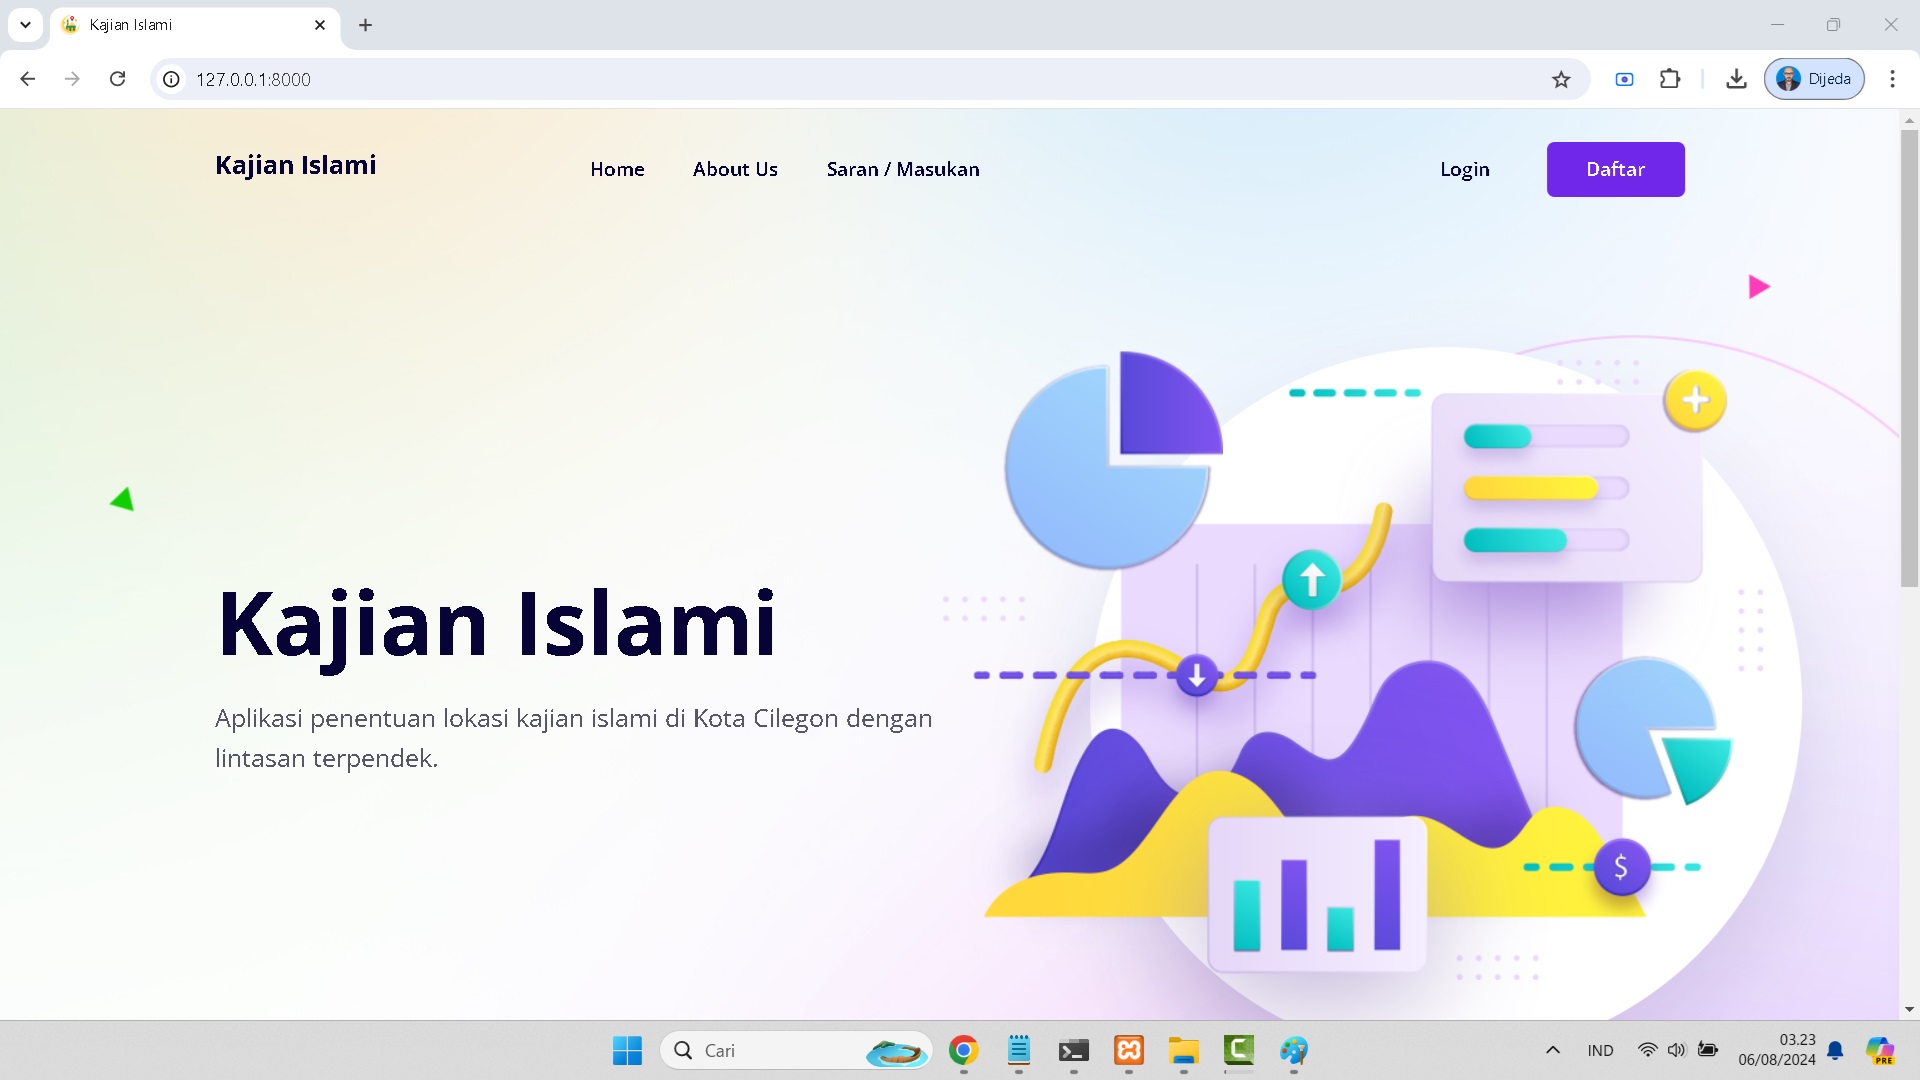 Kajian Islami
127.0.0.1:8000
Dijeda
Kajian Islami
Home
About Us
Saran / Masukan
Login
Daftar
Kajian Islami
Aplikasi penentuan lokasi kajian islami di Kota Cilegon dengan
lintasan terpendek.
$
Cari
IND
03.23
06/08/2024
PRE